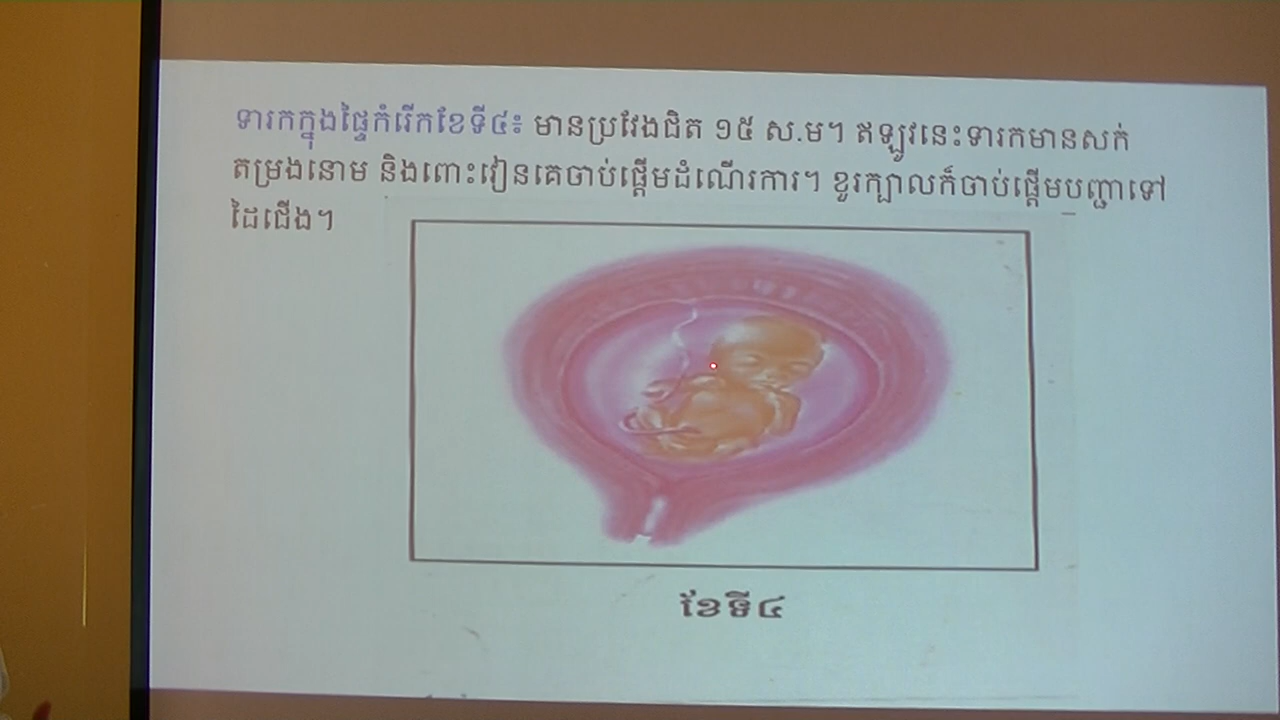 ទារកក្នុងផ្ទៃកំរើកខែទី៤៖ មានប្រវែងជិត ១៥ ស.ម។ ឥឡូវនេះទារកមានសក់
តម្រងនោម និងពោះវៀនគេចាប់ផ្តើមដំណើរការ។ ខួរក្បាលក៏ចាប់ផ្តើមបញ្ជាទៅ
ដៃជើង។
ខែទី៤